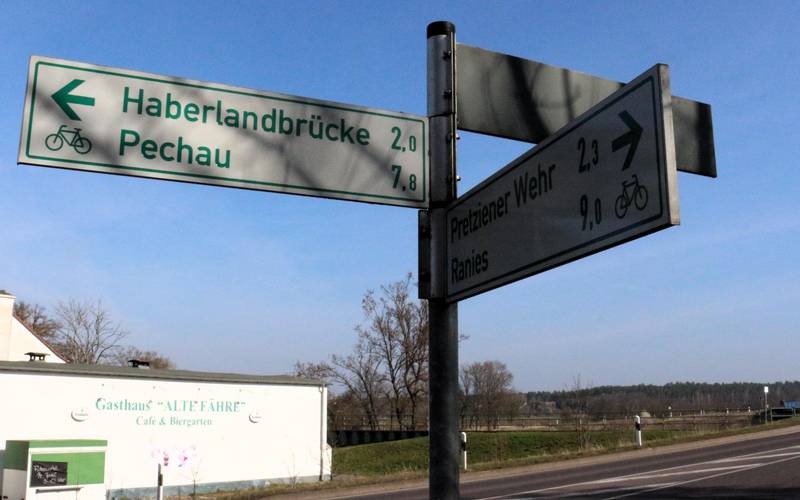 Haberlandbrücke 2,0
Pechau 7,8
Pretziener Wehr 2,3
Ranies 9,0
Gasthaus "ALTE FÄHRE"
Café & Biergarten